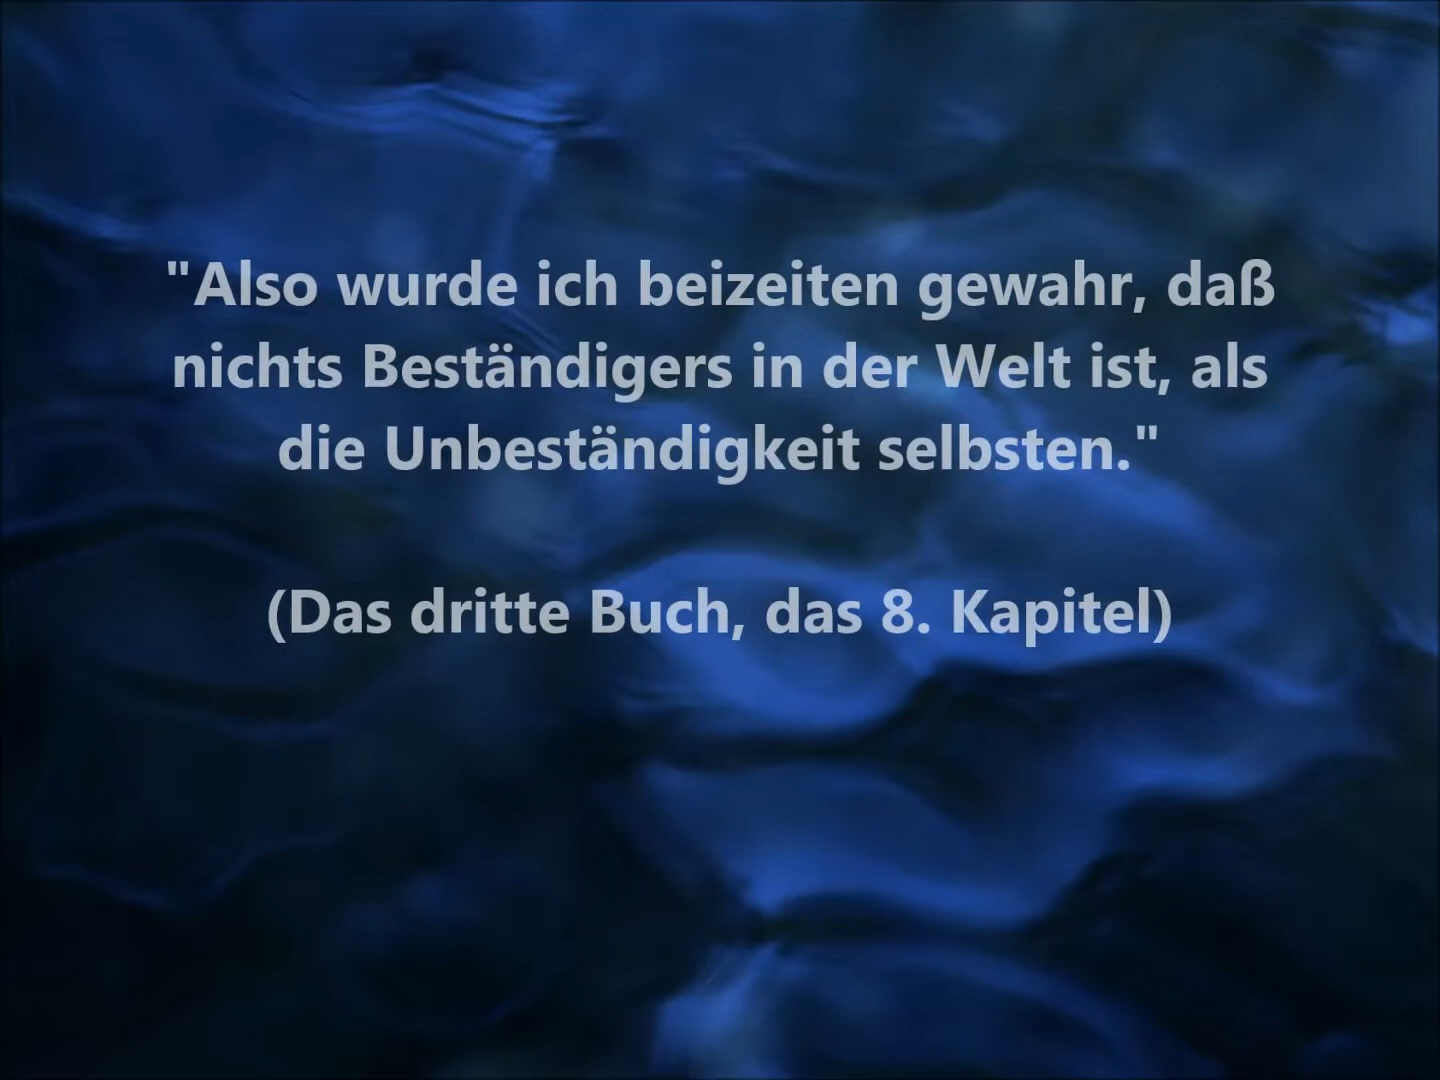 "Also wurde ich beizeiten gewahr, daß
nichts Beständigers in der Welt ist, als
die Unbeständigkeit selbsten."
(Das dritte Buch, das 8. Kapitel)